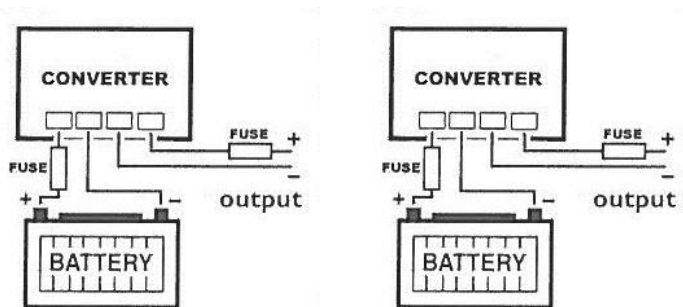 CONVERTER
FUSE
+
−
FUSE
+
−
output
BATTERY
CONVERTER
FUSE
+
−
FUSE
+
−
output
BATTERY